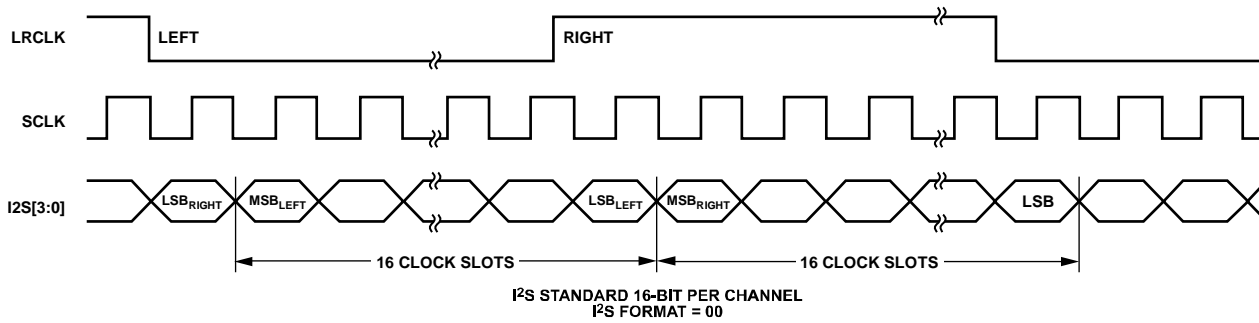 LRCLK LEFT RIGHT
SCLK
I2S[3:0] LSBRIGHT MSBLEFT LSBLEFT MSBRIGHT LSB
16 CLOCK SLOTS 16 CLOCK SLOTS
I2S STANDARD 16-BIT PER CHANNEL
I2S FORMAT = 00